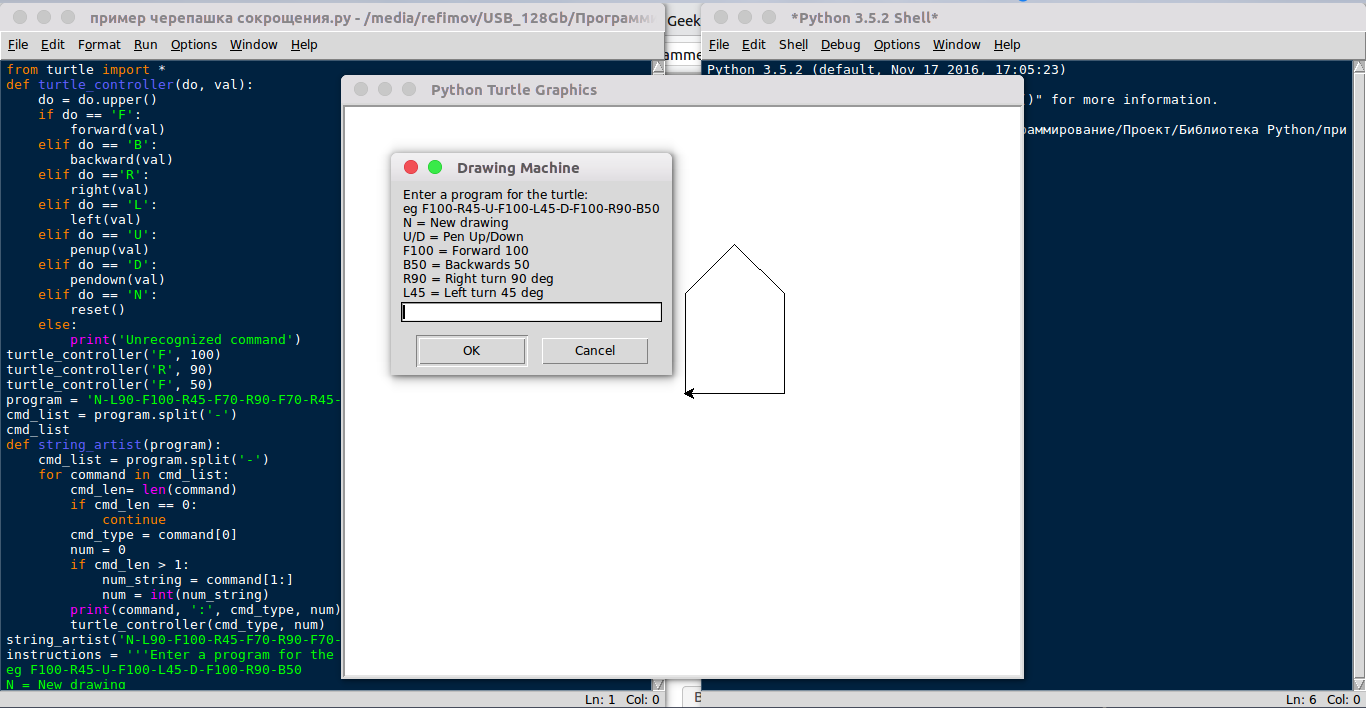 пример черепашка сокрощения.py - /media/refimov/USB_128Gb/Программи
File Edit Format Run Options Window Help
from turtle import *
def turtle_controller(do, val):
    do = do.upper()
    if do == 'F':
        forward(val)
    elif do == 'B':
        backward(val)
    elif do =='R':
        right(val)
    elif do == 'L':
        left(val)
    elif do == 'U':
        penup(val)
    elif do == 'D':
        pendown(val)
    elif do == 'N':
        reset()
    else:
        print('Unrecognized command')
turtle_controller('F', 100)
turtle_controller('R', 90)
turtle_controller('F', 50)
program = 'N-L90-F100-R45-F70-R90-F70-R45-
cmd_list = program.split('-')
cmd_list
def string_artist(program):
    cmd_list = program.split('-')
    for command in cmd_list:
        cmd_len= len(command)
        if cmd_len == 0:
            continue
        cmd_type = command[0]
        num = 0
        if cmd_len > 1:
            num_string = command[1:]
            num = int(num_string)
        print(command, ':', cmd_type, num)
        turtle_controller(cmd_type, num)
string_artist('N-L90-F100-R45-F70-R90-F70-
instructions = '''Enter a program for the
eg F100-R45-U-F100-L45-D-F100-R90-B50
N = New drawing
Ln: 1 Col: 0
Geek
amme
Python Turtle Graphics
Drawing Machine
Enter a program for the turtle:
eg F100-R45-U-F100-L45-D-F100-R90-B50
N = New drawing
U/D = Pen Up/Down
F100 = Forward 100
B50 = Backwards 50
R90 = Right turn 90 deg
L45 = Left turn 45 deg
OK Cancel
*Python 3.5.2 Shell*
File Edit Shell Debug Options Window Help
Python 3.5.2 (default, Nov 17 2016, 17:05:23)
)" for more information.
раммирование/Проект/Библиотека Python/при
Ln: 6 Col: 0